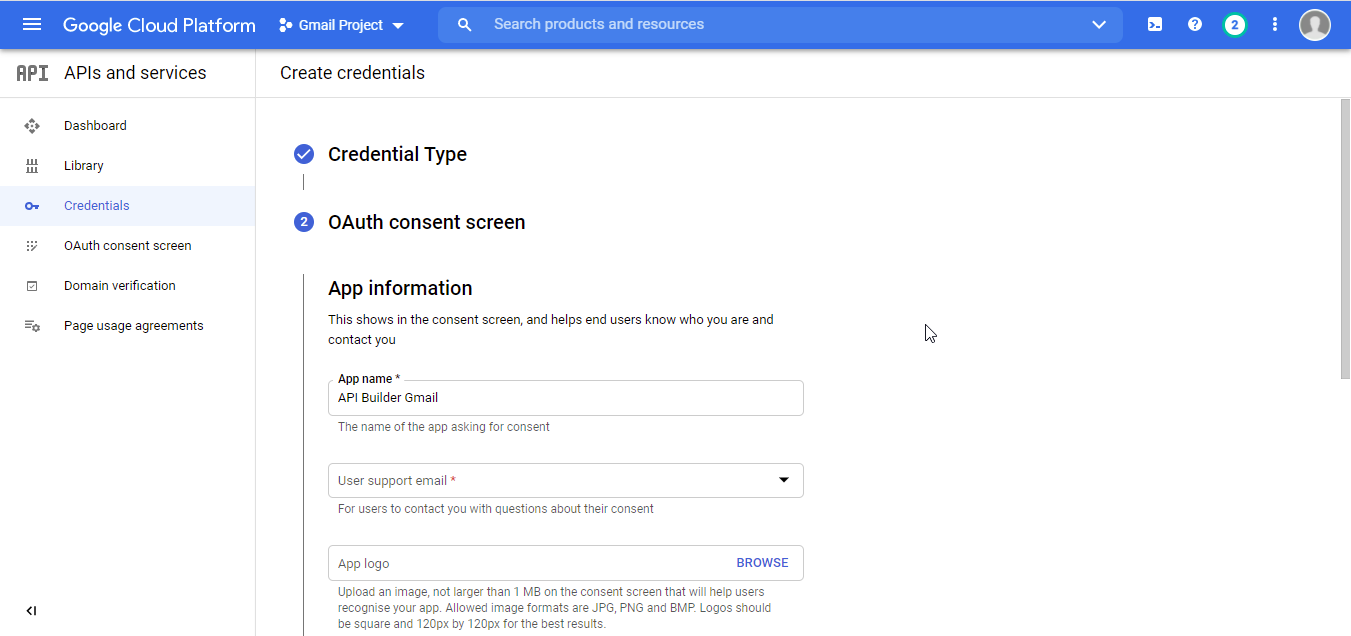 Google Cloud Platform
Gmail Project
Search products and resources
2
API APIs and services
Create credentials
Dashboard
Library
Credentials
OAuth consent screen
Domain verification
Page usage agreements
Credential Type
2 OAuth consent screen
App information
This shows in the consent screen, and helps end users know who you are and
contact you
App name *
API Builder Gmail
The name of the app asking for consent
User support email *
For users to contact you with questions about their consent
App logo
BROWSE
Upload an image, not larger than 1 MB on the consent screen that will help users
recognise your app. Allowed image formats are JPG, PNG and BMP. Logos should
be square and 120px by 120px for the best results.